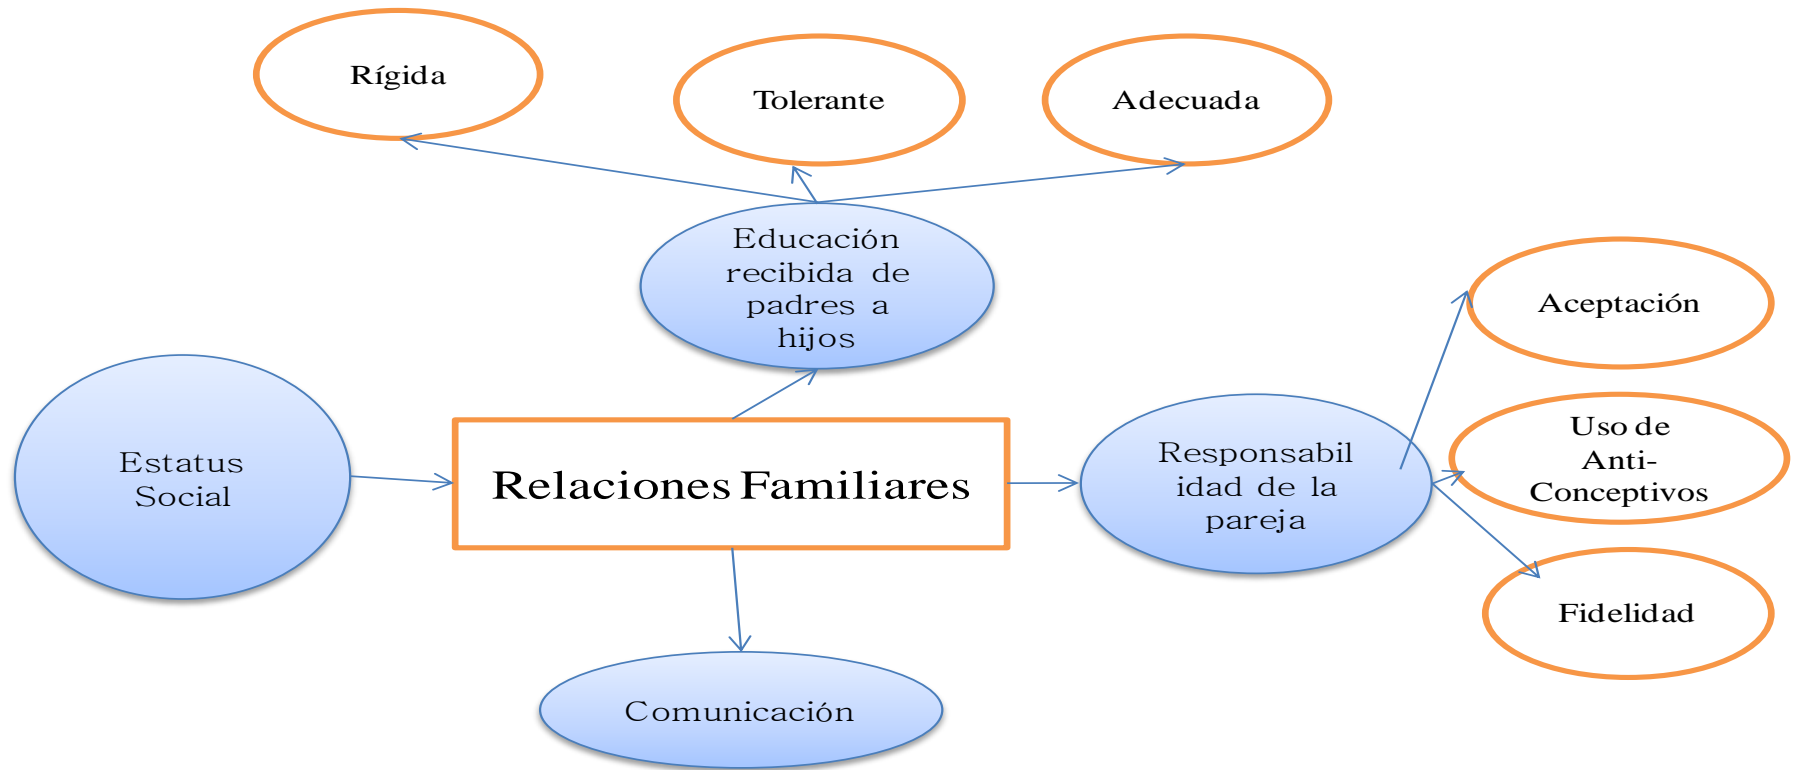 Rígida
Tolerante
Adecuada
Educación
recibida de
padres a
hijos
Aceptación
Estatus
Social
Relaciones Familiares
Responsabil
idad de la
pareja
Uso de
Anti-
Conceptivos
Fidelidad
Comunicación